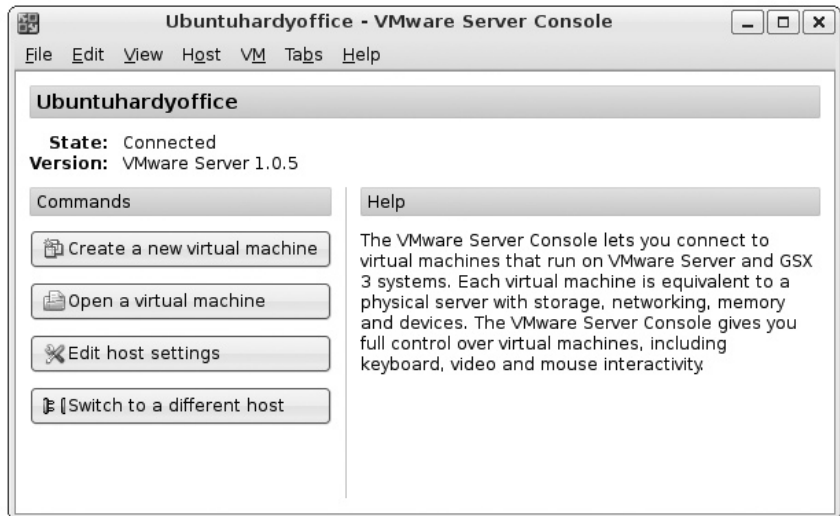 Ubuntuhardyoffice - VMware Server Console
File Edit View Host VM Tabs Help
Ubuntuhardyoffice
State: Connected
Version: VMware Server 1.0.5
Commands
Create a new virtual machine
Open a virtual machine
Edit host settings
Switch to a different host
Help
The VMware Server Console lets you connect to
virtual machines that run on VMware Server and GSX
3 systems. Each virtual machine is equivalent to a
physical server with storage, networking, memory
and devices. The VMware Server Console gives you
full control over virtual machines, including
keyboard, video and mouse interactivity.